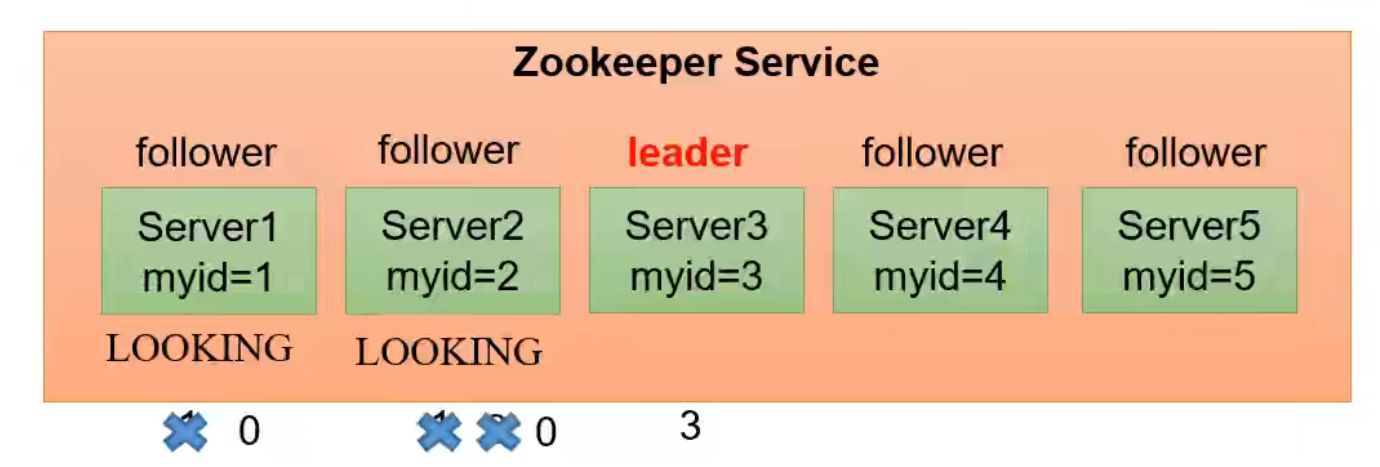 Zookeeper Service
follower follower leader follower follower
Server1 Server2 Server3 Server4 Server5
myid=1 myid=2 myid=3 myid=4 myid=5
LOOKING LOOKING
0 0 3